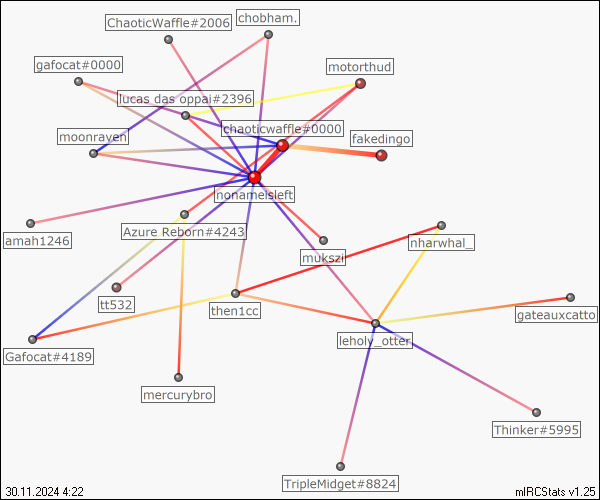 ChaoticWaffle#2006
chobham.
gafocat#0000
motorthud
lucas das oppai#2396
chaoticwaffle#0000
moonraven
fakedingo
nonameisleft
amah1246
Azure Reborn#4243
nharwhal_
mukszi
tt532
then1cc
gateauxcatto
leholy_otter
Gafocat#4189
mercurybro
Thinker#5995
TripleMidget#8824
30.11.2024 4:22
mIRCStats v1.25